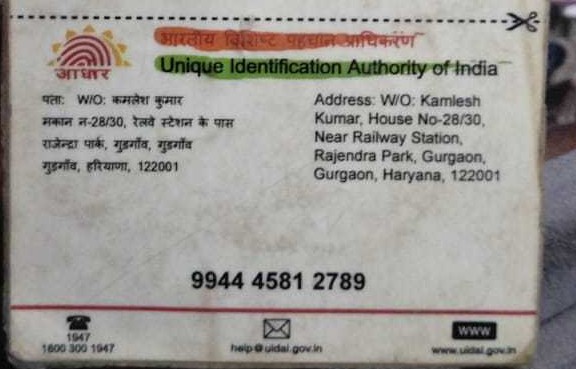 भारतीय विशिष्ट पहचान प्राधिकरण
Unique Identification Authority of India
आधार
पता: W/O: कमलेश कुमार
मकान न-28/30, रेलवे स्टेशन के पास
राजेन्द्रा पार्क, गुडगाँव, गुडगाँव
गुडगाँव, हरियाणा, 122001
Address: W/O: Kamlesh
Kumar, House No-28/30,
Near Railway Station,
Rajendra Park, Gurgaon,
Gurgaon, Haryana, 122001
9944 4581 2789
1947
1800 300 1947
help@uidai.gov.in
WWW
www.uidai.gov.in